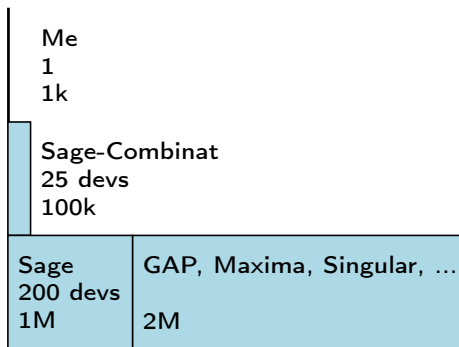 Me
1
1k
Sage-Combinat
25 devs
100k
Sage
200 devs
1M
GAP, Maxima, Singular, ...
2M